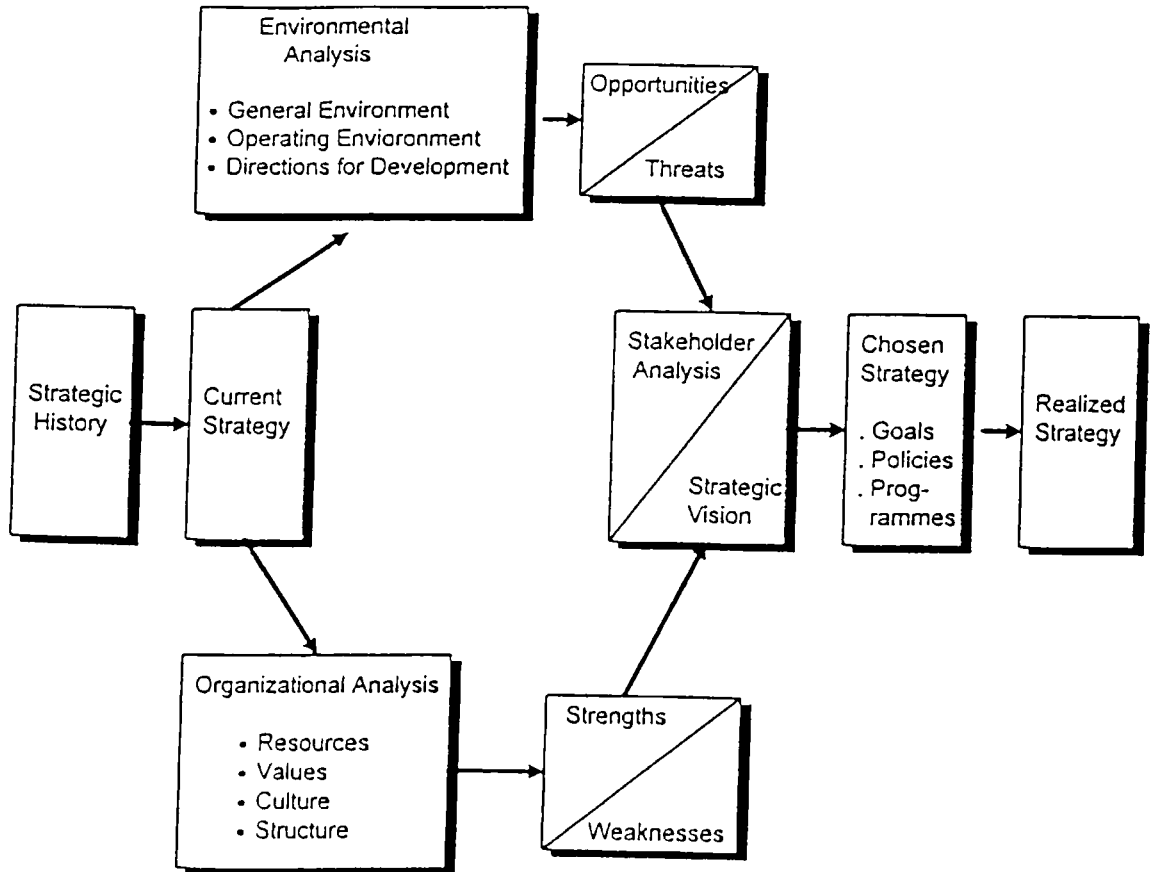 Environmental
Analysis
• General Environment
• Operating Envioronment
• Directions for Development
Opportunities
Threats
Strategic
History
Current
Strategy
Stakeholder
Analysis
Strategic
Vision
Chosen
Strategy
. Goals
. Policies
. Prog-
rammes
Realized
Strategy
Organizational Analysis
• Resources
• Values
• Culture
• Structure
Strengths
Weaknesses